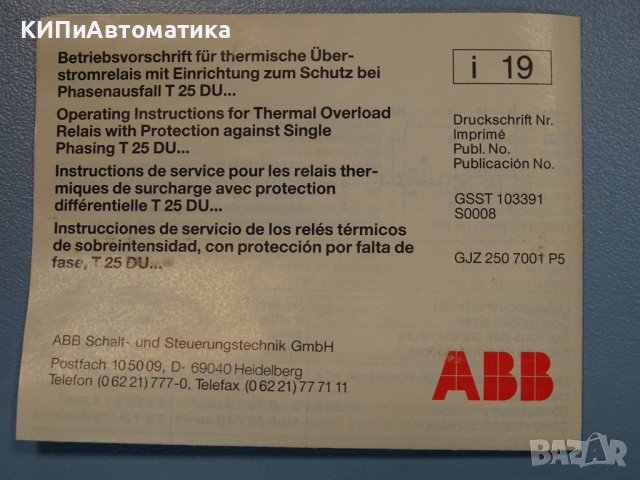 КИПиАвтоматика
Betriebsvorschrift für thermische Über-
stromrelais mit Einrichtung zum Schutz bei
Phasenausfall T 25 DU...
Operating Instructions for Thermal Overload
Relais with Protection against Single
Phasing T 25 DU...
Instructions de service pour les relais ther-
miques de surcharge avec protection
différentielle T 25 DU...
Instrucciones de servicio de los relés térmicos
de sobreintensidad, con protección por falta de
fase, T 25 DU...
i 19
Druckschrift Nr.
Imprimé
Publ. No.
Publicación No.
GSST 103391
S0008
GJZ 250 7001 P5
ABB Schalt- und Steuerungstechnik GmbH
Postfach 10 50 09, D- 69040 Heidelberg
Telefon (0 62 21) 777-0, Telefax (0 62 21) 77 71 11
ABB
BAZAR